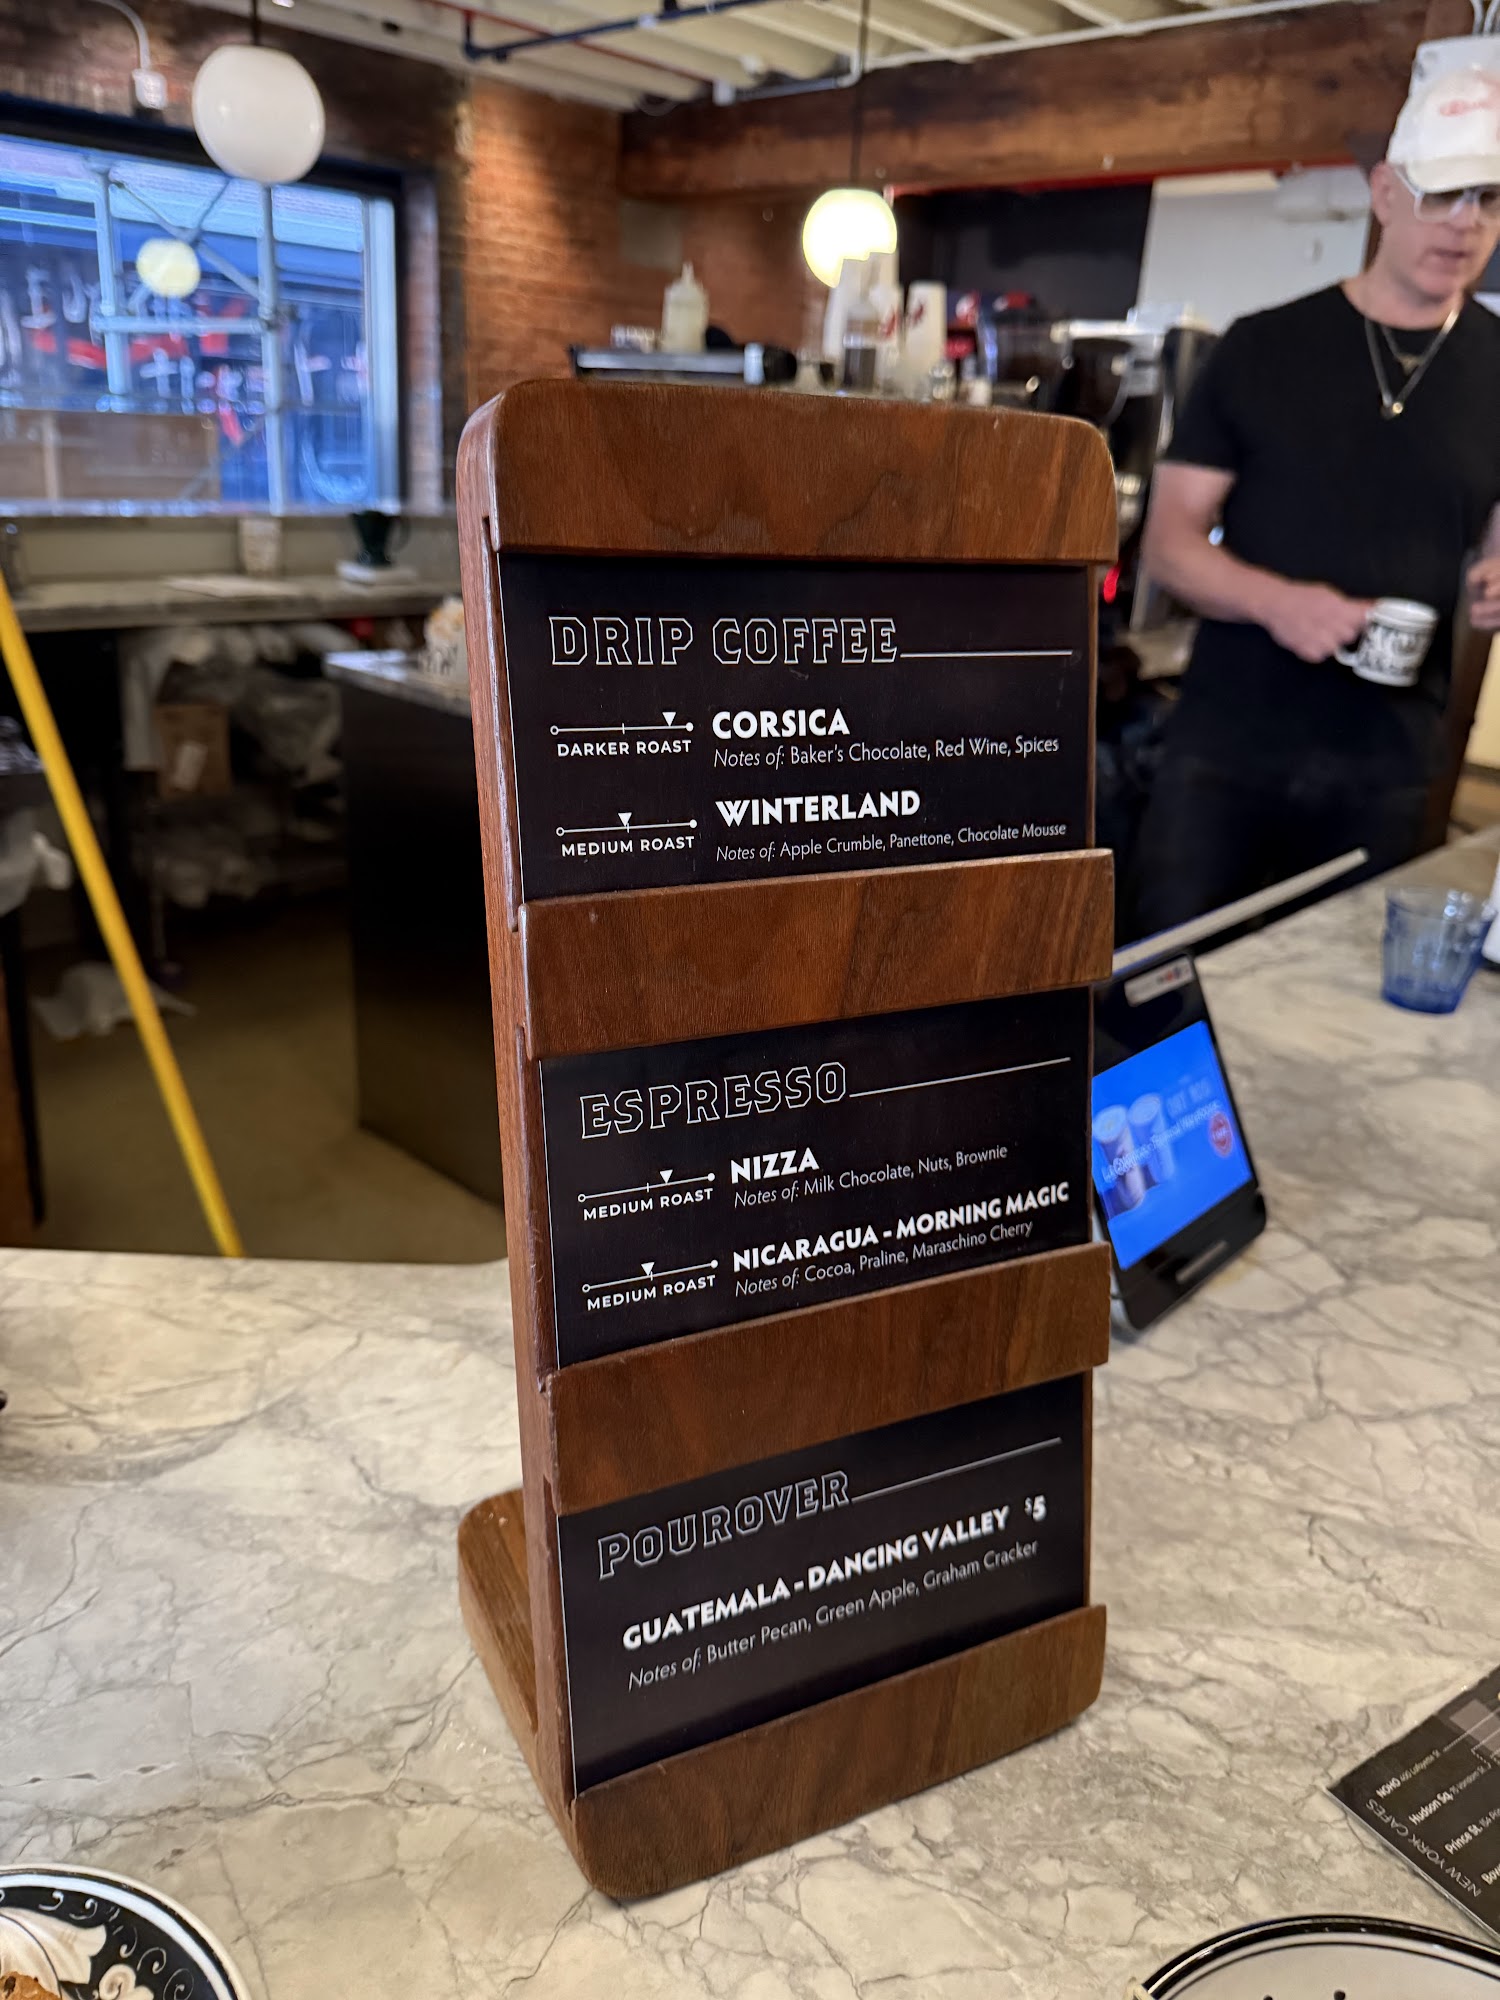 DRIP COFFEE
DARKER ROAST
CORSICA
Notes of: Baker's Chocolate, Red Wine, Spices
MEDIUM ROAST
WINTERLAND
Notes of: Apple Crumble, Panettone, Chocolate Mousse
ESPRESSO
MEDIUM ROAST
NIZZA
Notes of: Milk Chocolate, Nuts, Brownie
MEDIUM ROAST
NICARAGUA - MORNING MAGIC
Notes of: Cocoa, Praline, Maraschino Cherry
POUROVER
GUATEMALA - DANCING VALLEY $5
Notes of: Butter Pecan, Green Apple, Graham Cracker
NEW YORK CAFES
NOHO
Hudson Sq.
Prince St.